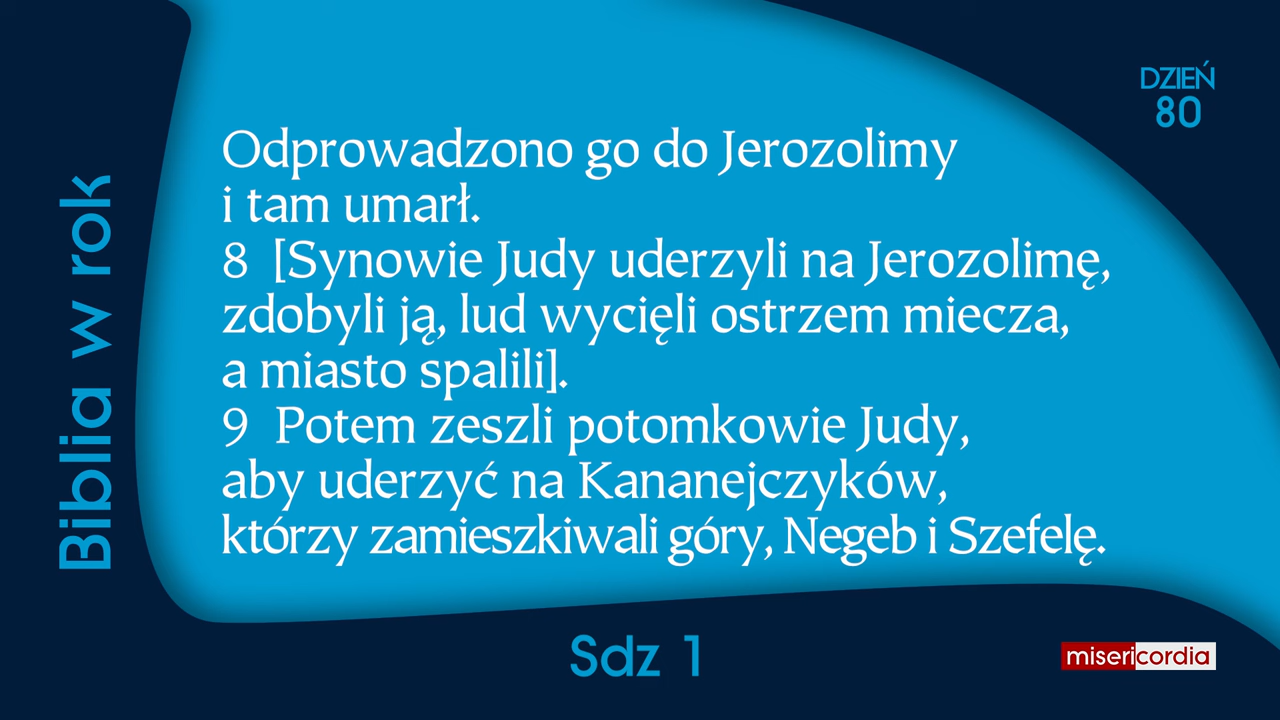 DZIEŃ
80
Biblia w rok
Odprowadzono go do Jerozolimy
i tam umarł.
8 [Synowie Judy uderzyli na Jerozolimę,
zdobyli ją, lud wycięli ostrzem miecza,
a miasto spalili].
9 Potem zeszli potomkowie Judy,
aby uderzyć na Kananejczyków,
którzy zamieszkiwali góry, Negeb i Szefelę.
Sdz 1
misericordia